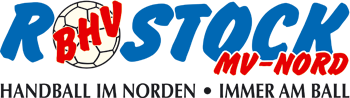 ROSTOCK
BHV
MV-NORD
HANDBALL IM NORDEN • IMMER AM BALL